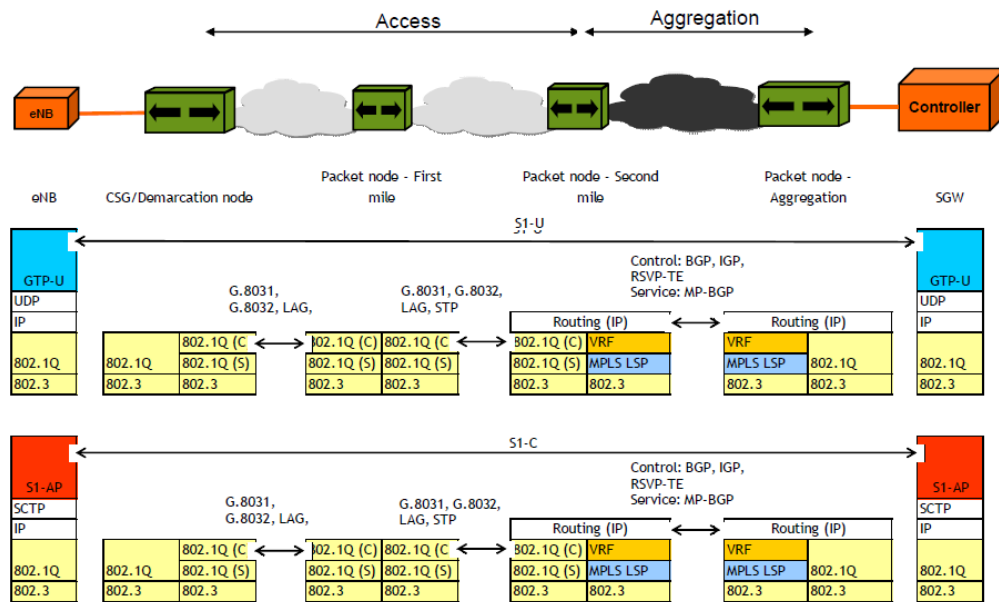 Access
Aggregation
eNB
Controller
eNB
CSG/Demarcation node
Packet node - First
mile
Packet node - Second
mile
Packet node -
Aggregation
SGW
S1-U
GTP-U
UDP
IP
802.1Q
802.3
G.8031,
G.8032, LAG,
G.8031, G.8032,
LAG, STP
Control: BGP, IGP,
RSVP-TE
Service: MP-BGP
802.1Q
802.3
802.1Q (C
802.1Q (S)
802.3
802.1Q (C)
802.1Q (S)
802.3
802.1Q (C
802.1Q (S)
802.3
Routing (IP)
802.1Q (C)
802.1Q (S)
802.3
VRF
MPLS LSP
802.3
Routing (IP)
VRF
MPLS LSP
802.3
802.1Q
802.3
GTP-U
UDP
IP
802.1Q
802.3
S1-C
S1-AP
SCTP
IP
802.1Q
802.3
G.8031,
G.8032, LAG,
G.8031, G.8032,
LAG, STP
Control: BGP, IGP,
RSVP-TE
Service: MP-BGP
802.1Q
802.3
802.1Q (C
802.1Q (S)
802.3
802.1Q (C)
802.1Q (S)
802.3
802.1Q (C
802.1Q (S)
802.3
Routing (IP)
802.1Q (C)
802.1Q (S)
802.3
VRF
MPLS LSP
802.3
Routing (IP)
VRF
MPLS LSP
802.3
802.1Q
802.3
S1-AP
SCTP
IP
802.1Q
802.3